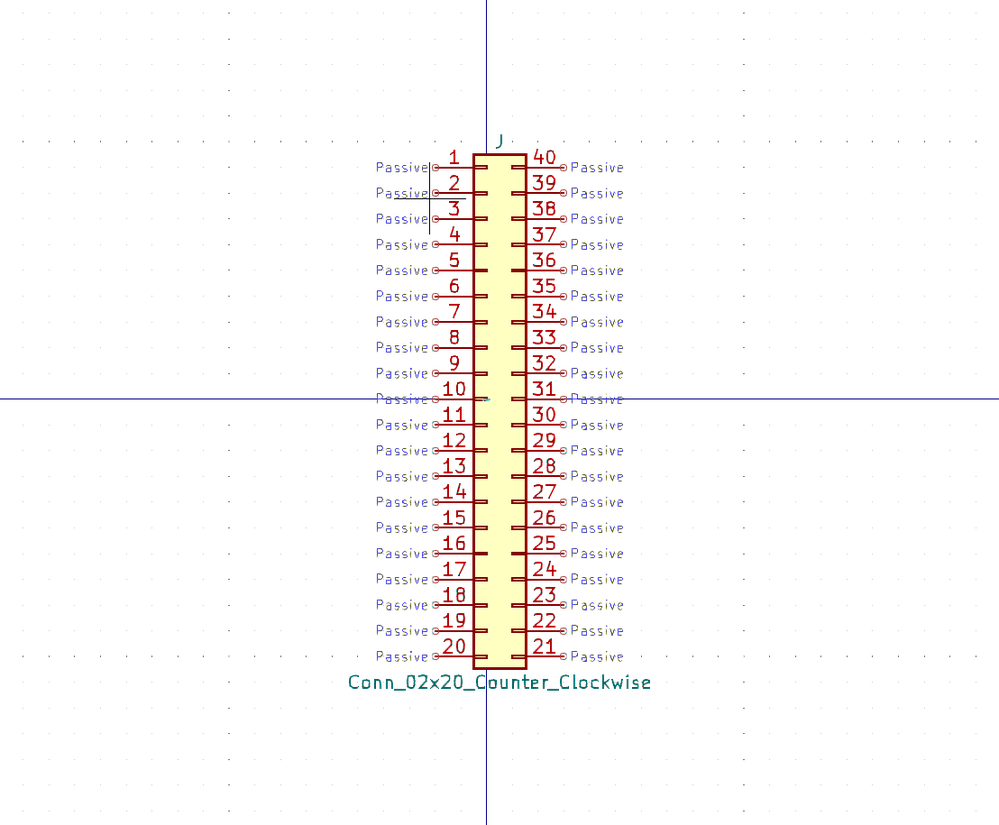 J
Passive 1 40 Passive
Passive 2 39 Passive
Passive 3 38 Passive
Passive 4 37 Passive
Passive 5 36 Passive
Passive 6 35 Passive
Passive 7 34 Passive
Passive 8 33 Passive
Passive 9 32 Passive
Passive 10 31 Passive
Passive 11 30 Passive
Passive 12 29 Passive
Passive 13 28 Passive
Passive 14 27 Passive
Passive 15 26 Passive
Passive 16 25 Passive
Passive 17 24 Passive
Passive 18 23 Passive
Passive 19 22 Passive
Passive 20 21 Passive
Conn_02x20_Counter_Clockwise